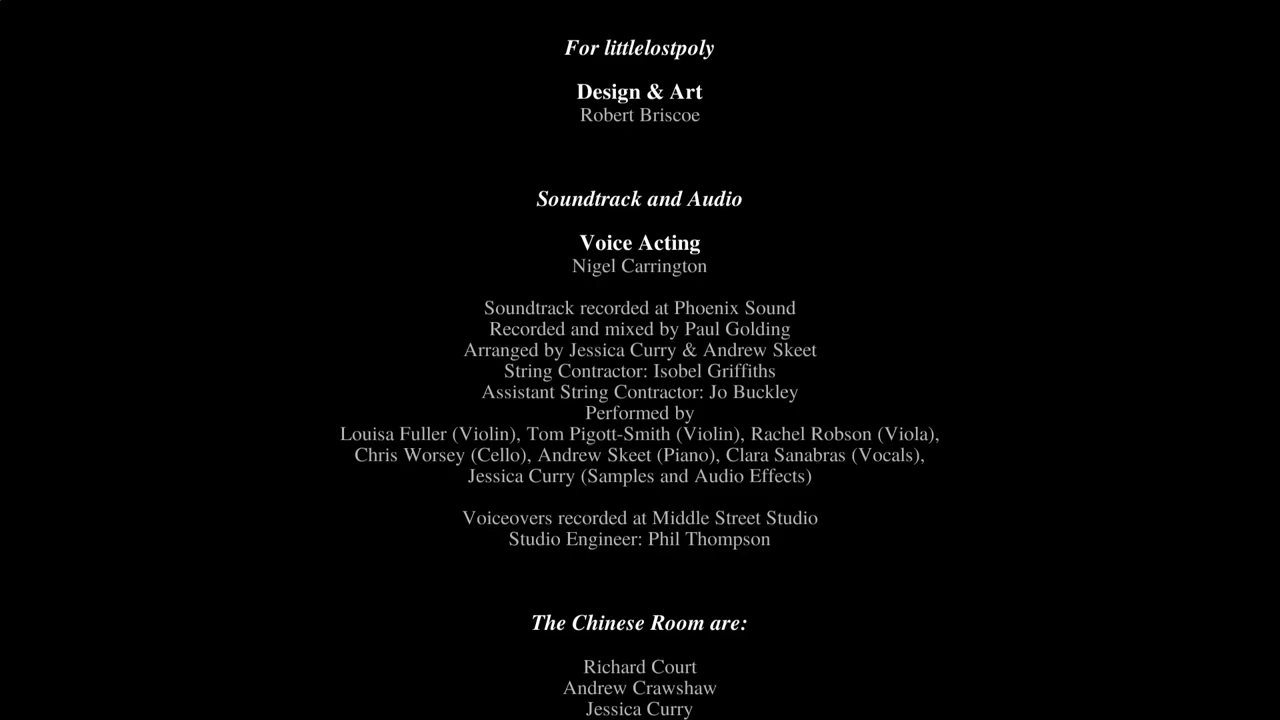 For littlelostpoly
Design & Art
Robert Briscoe
Soundtrack and Audio
Voice Acting
Nigel Carrington
Soundtrack recorded at Phoenix Sound
Recorded and mixed by Paul Golding
Arranged by Jessica Curry & Andrew Skeet
String Contractor: Isobel Griffiths
Assistant String Contractor: Jo Buckley
Performed by
Louisa Fuller (Violin), Tom Pigott-Smith (Violin), Rachel Robson (Viola),
Chris Worsey (Cello), Andrew Skeet (Piano), Clara Sanabras (Vocals),
Jessica Curry (Samples and Audio Effects)
Voiceovers recorded at Middle Street Studio
Studio Engineer: Phil Thompson
The Chinese Room are:
Richard Court
Andrew Crawshaw
Jessica Curry